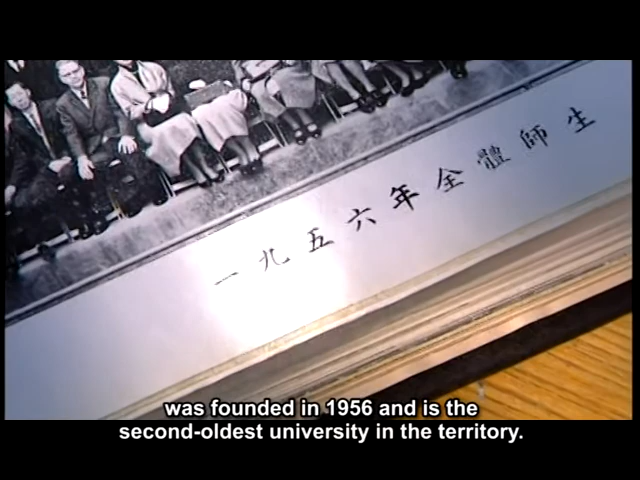 一九五六年全體師生
was founded in 1956 and is the
second-oldest university in the territory.